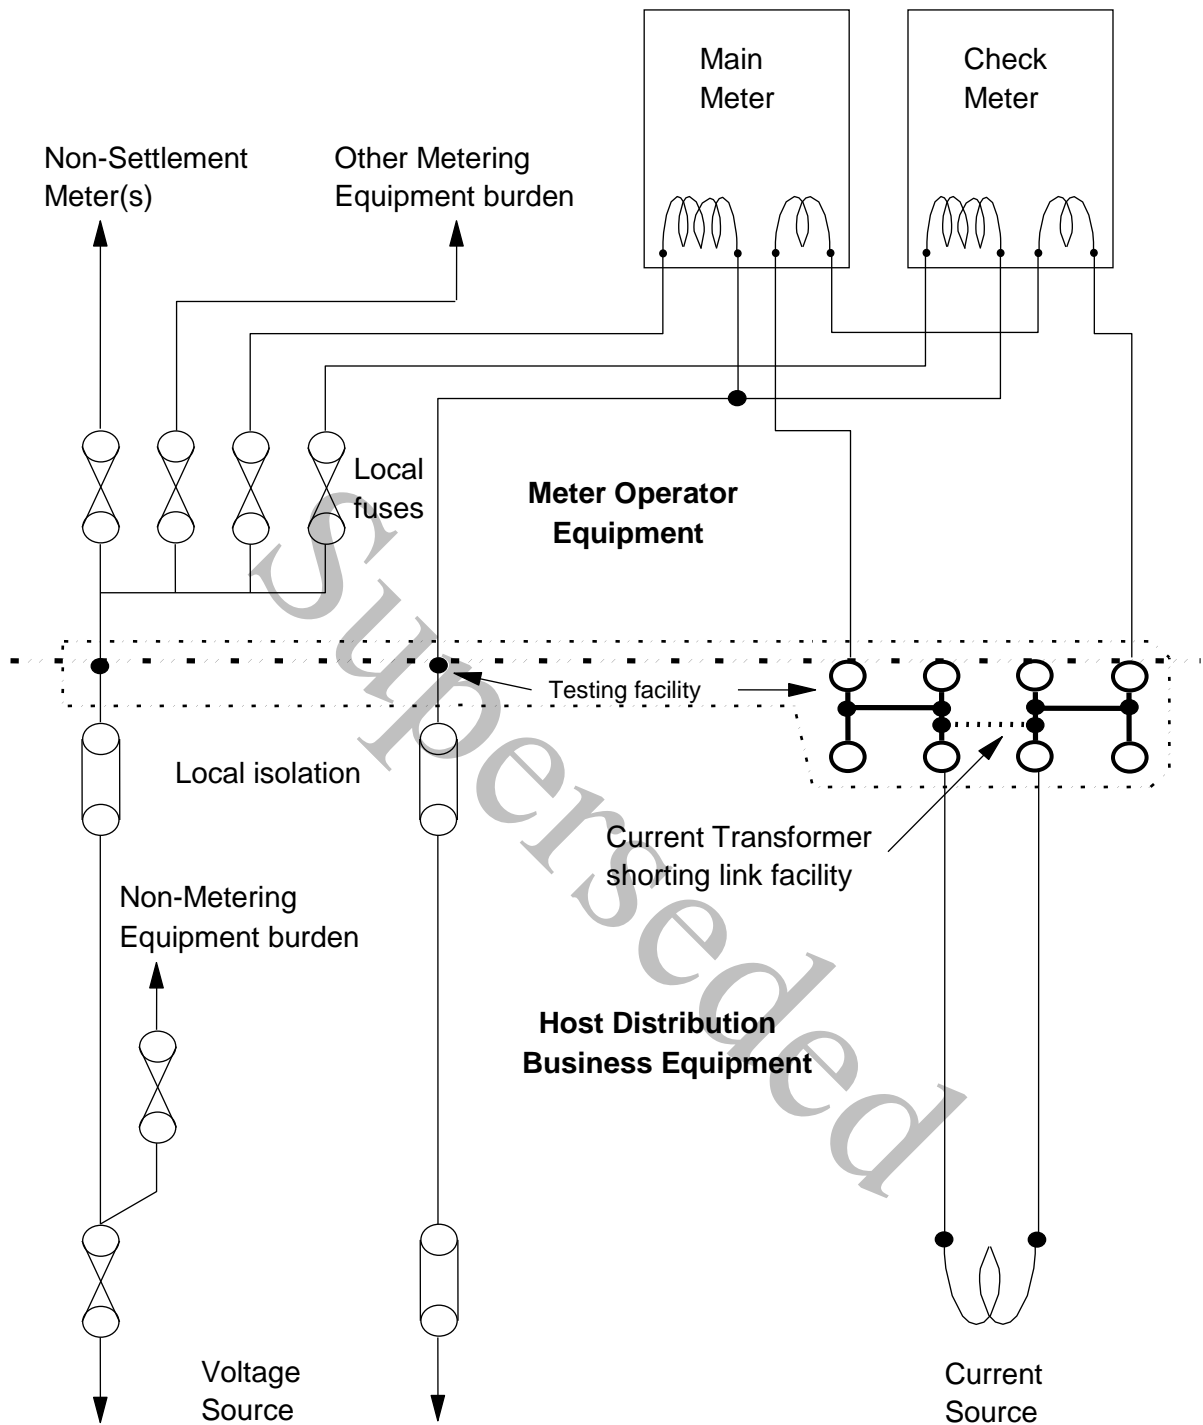 Main
Meter
Check
Meter
Non-Settlement
Meter(s)
Other Metering
Equipment burden
Local
fuses
Meter Operator
Equipment
Testing facility
Local isolation
Current Transformer
shorting link facility
Non-Metering
Equipment burden
Host Distribution
Business Equipment
Superseded
Voltage
Source
Current
Source